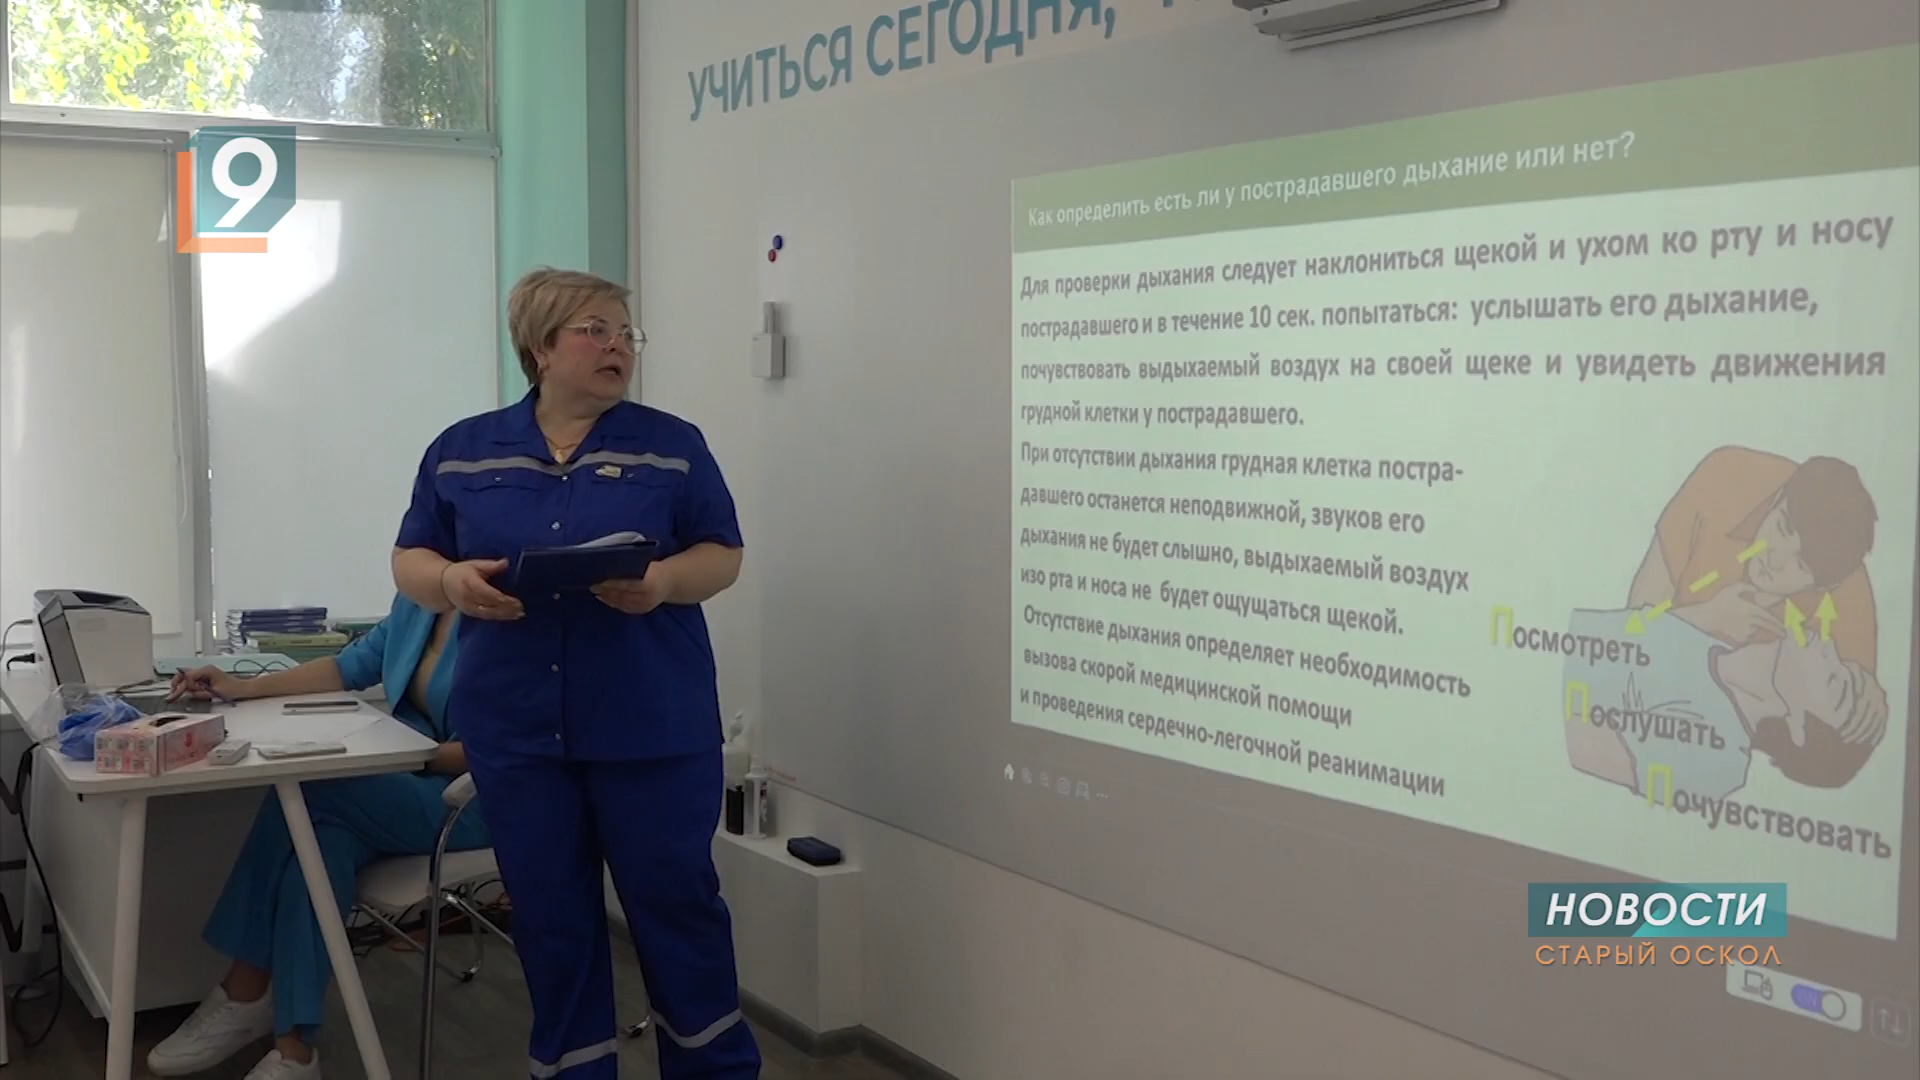 УЧИТЬСЯ СЕГОДНЯ,
9
Как определить есть ли у пострадавшего дыхание или нет?
Для проверки дыхания следует наклониться щекой и ухом ко рту и носу
пострадавшего и в течение 10 сек. попытаться: услышать его дыхание,
почувствовать выдыхаемый воздух на своей щеке и увидеть движения
грудной клетки у пострадавшего.
При отсутствии дыхания грудная клетка постра-
давшего останется неподвижной, звуков его
дыхания не будет слышно, выдыхаемый воздух
изо рта и носа не будет ощущаться щекой.
Отсутствие дыхания определяет необходимость
вызова скорой медицинской помощи
и проведения сердечно-легочной реанимации
Посмотреть
Послушать
Почувствовать
НОВОСТИ
СТАРЫЙ ОСКОЛ